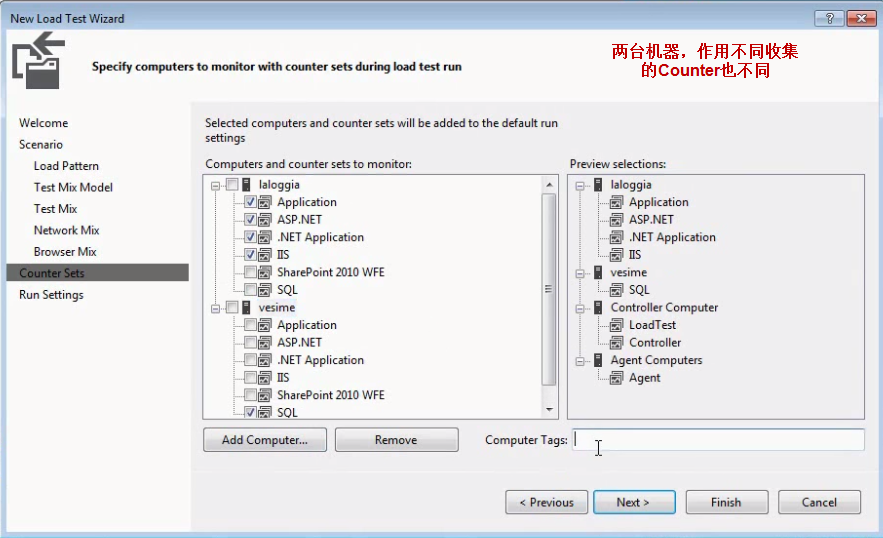 New Load Test Wizard
?
两台机器，作用不同收集
的Counter也不同
Specify computers to monitor with counter sets during load test run
Welcome
Scenario
Load Pattern
Test Mix Model
Test Mix
Network Mix
Browser Mix
Counter Sets
Run Settings
Selected computers and counter sets will be added to the default run
settings
Computers and counter sets to monitor:
laloggia
Application
ASP.NET
.NET Application
IIS
SharePoint 2010 WFE
SQL
vesime
Application
ASP.NET
.NET Application
IIS
SharePoint 2010 WFE
SQL
Preview selections:
laloggia
Application
ASP.NET
.NET Application
IIS
vesime
SQL
Controller Computer
LoadTest
Controller
Agent Computers
Agent
Add Computer...
Remove
Computer Tags:
< Previous
Next >
Finish
Cancel